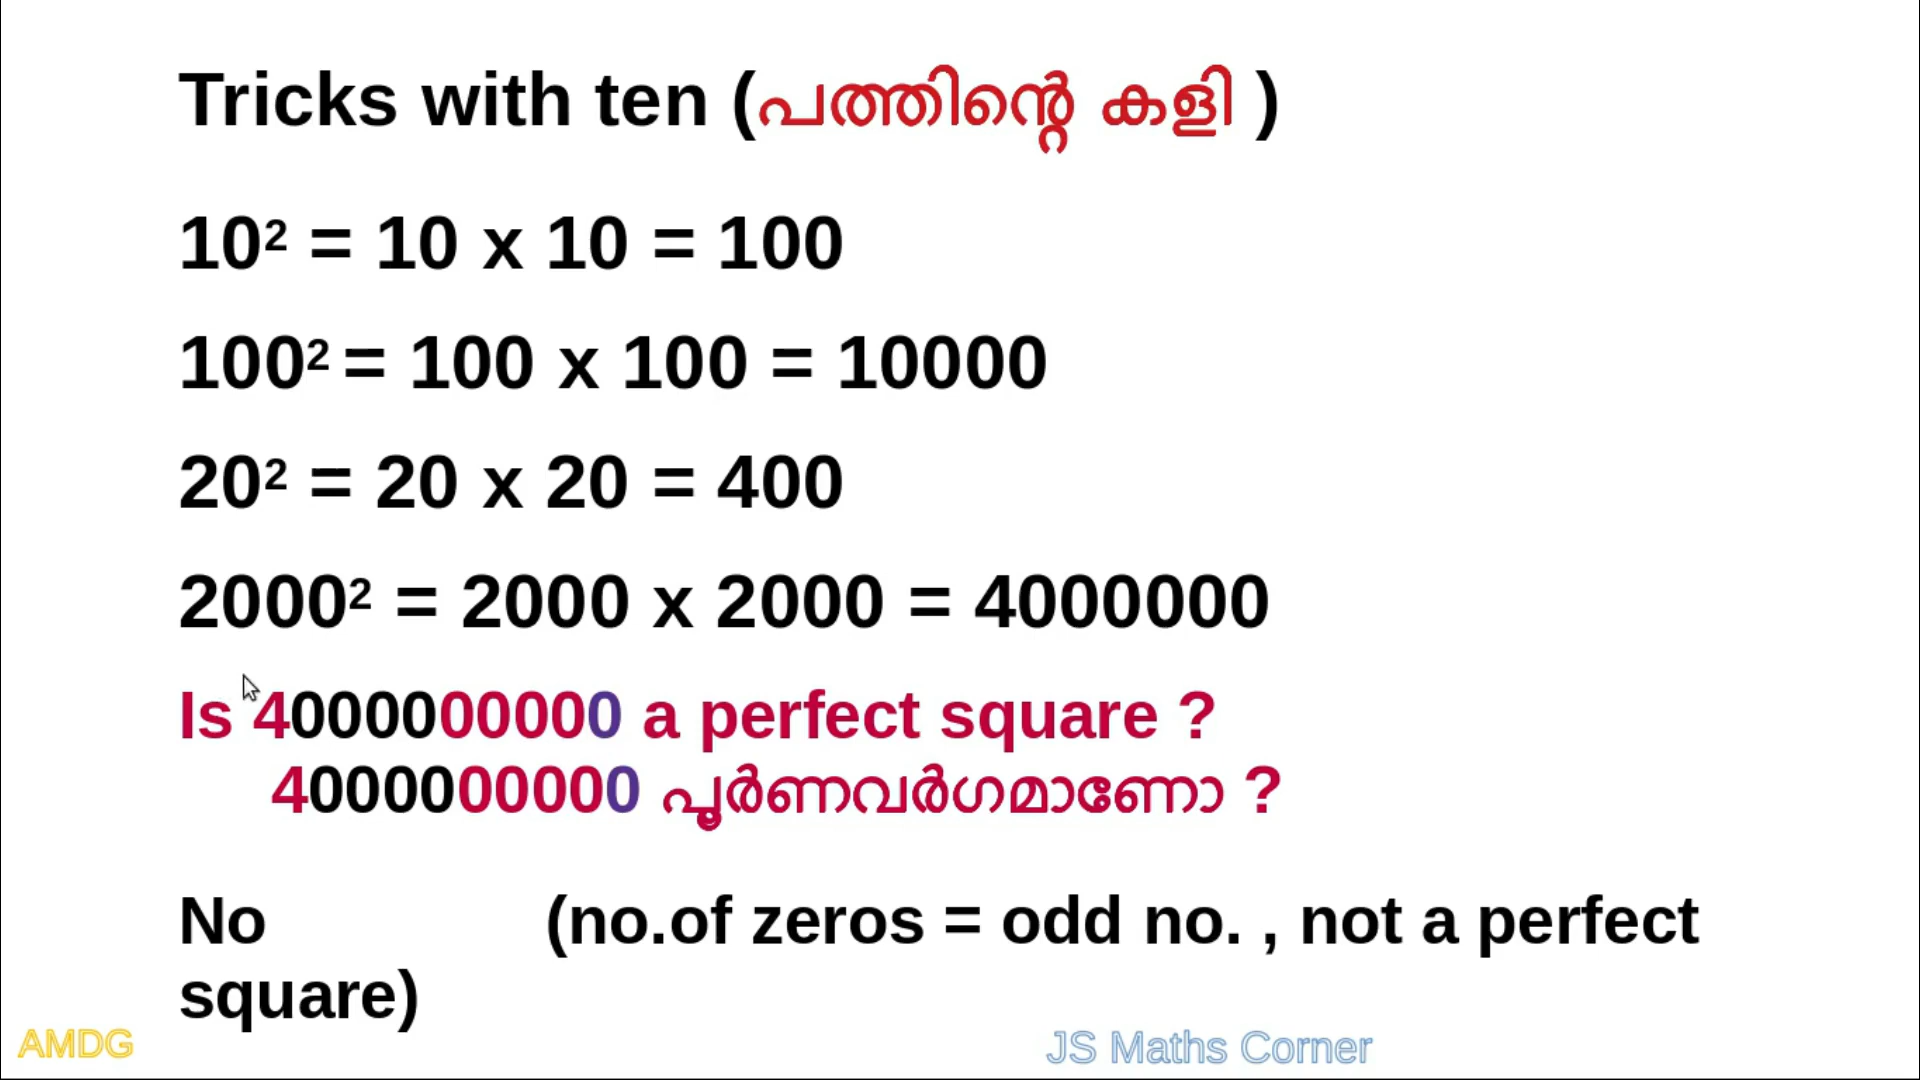 Tricks with ten (പത്തിന്റെ കളി )
10² = 10 x 10 = 100
100² = 100 x 100 = 10000
20² = 20 x 20 = 400
2000² = 2000 x 2000 = 4000000
Is 4000000000 a perfect square ?
4000000000 പൂർണവർഗമാണോ ?
No (no.of zeros = odd no. , not a perfect
square)
AMDG
JS Maths Corner